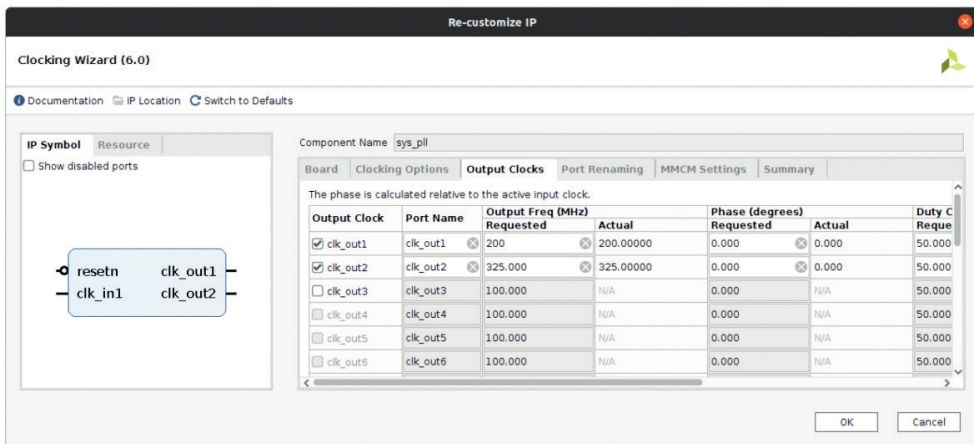 Re-customize IP
Clocking Wizard (6.0)
Documentation IP Location Switch to Defaults
IP Symbol Resource
Show disabled ports
resetn clk_out1
clk_in1 clk_out2
Component Name sys_pll
Board Clocking Options Output Clocks Port Renaming MMCM Settings Summary
The phase is calculated relative to the active input clock.
Output Clock Port Name Output Freq (MHz) Phase (degrees) Duty C
Requested Actual Requested Actual Reque
clk_out1 clk_out1 200 200.00000 0.000 0.000 50.000
clk_out2 clk_out2 325.000 325.00000 0.000 0.000 50.000
clk_out3 clk_out3 100.000 N/A 0.000 N/A 50.000
clk_out4 clk_out4 100.000 N/A 0.000 N/A 50.000
clk_out5 clk_out5 100.000 N/A 0.000 N/A 50.000
clk_out6 clk_out6 100.000 N/A 0.000 N/A 50.000
OK Cancel